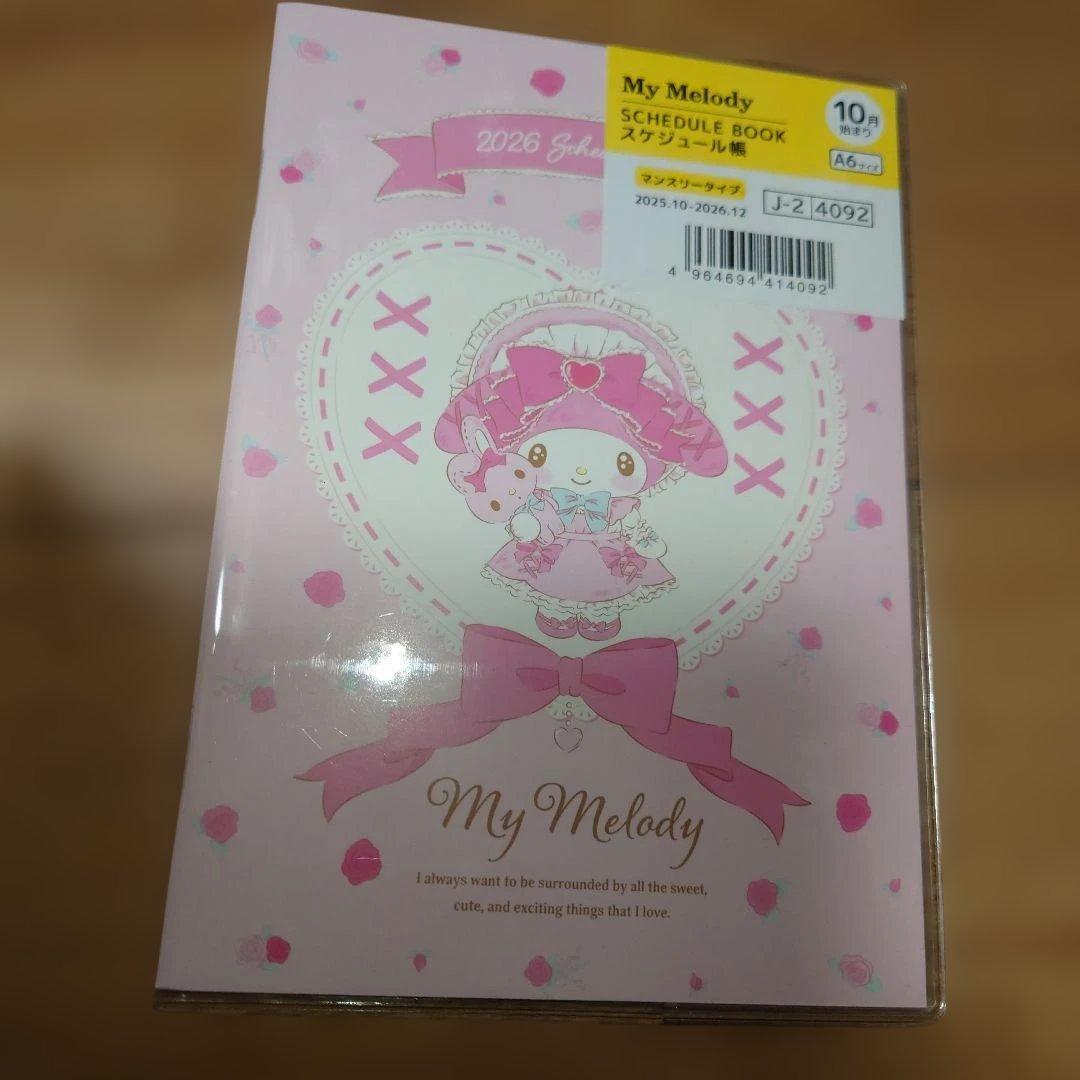 My Melody
SCHEDULE BOOK
スケジュール帳
10月
始まり
A6サイズ
マンスリータイプ
2025.10-2026.12
J-2 4092
4 964694 414092
2026
My Melody
I always want to be surrounded by all the sweet,
cute, and exciting things that I love.